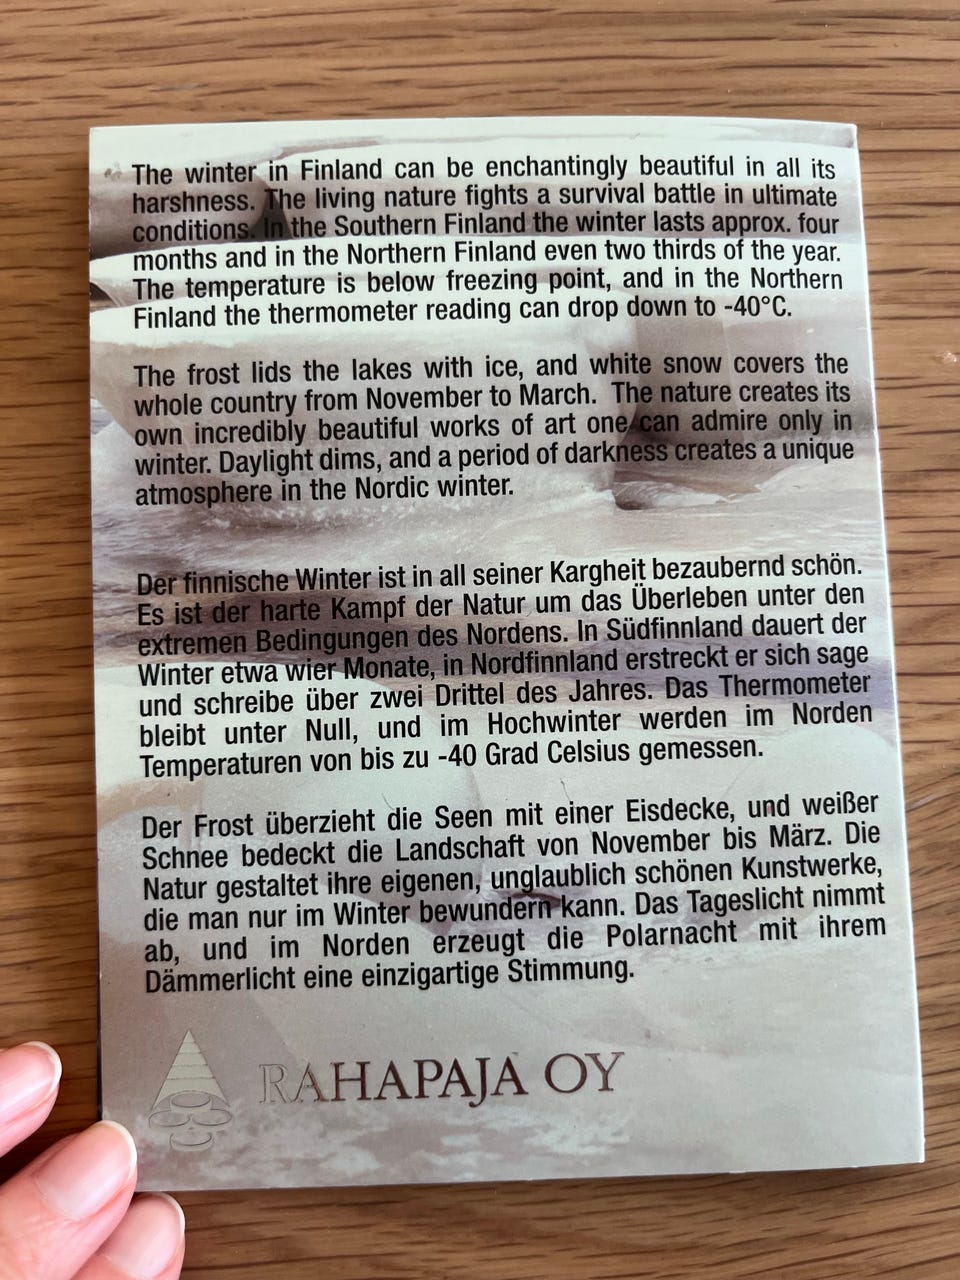 The winter in Finland can be enchantingly beautiful in all its
harshness. The living nature fights a survival battle in ultimate
conditions. In the Southern Finland the winter lasts approx. four
months and in the Northern Finland even two thirds of the year.
The temperature is below freezing point, and in the Northern
Finland the thermometer reading can drop down to -40°C.
The frost lids the lakes with ice, and white snow covers the
whole country from November to March. The nature creates its
own incredibly beautiful works of art one can admire only in
winter. Daylight dims, and a period of darkness creates a unique
atmosphere in the Nordic winter.
Der finnische Winter ist in all seiner Kargheit bezaubernd schön.
Es ist der harte Kampf der Natur um das Überleben unter den
extremen Bedingungen des Nordens. In Südfinnland dauert der
Winter etwa wier Monate, in Nordfinnland erstreckt er sich sage
und schreibe über zwei Drittel des Jahres. Das Thermometer
bleibt unter Null, und im Hochwinter werden im Norden
Temperaturen von bis zu -40 Grad Celsius gemessen.
Der Frost überzieht die Seen mit einer Eisdecke, und weißer
Schnee bedeckt die Landschaft von November bis März. Die
Natur gestaltet ihre eigenen, unglaublich schönen Kunstwerke,
die man nur im Winter bewundern kann. Das Tageslicht nimmt
ab, und im Norden erzeugt die Polarnacht mit ihrem
Dämmerlicht eine einzigartige Stimmung.
RAHAPAJA OY